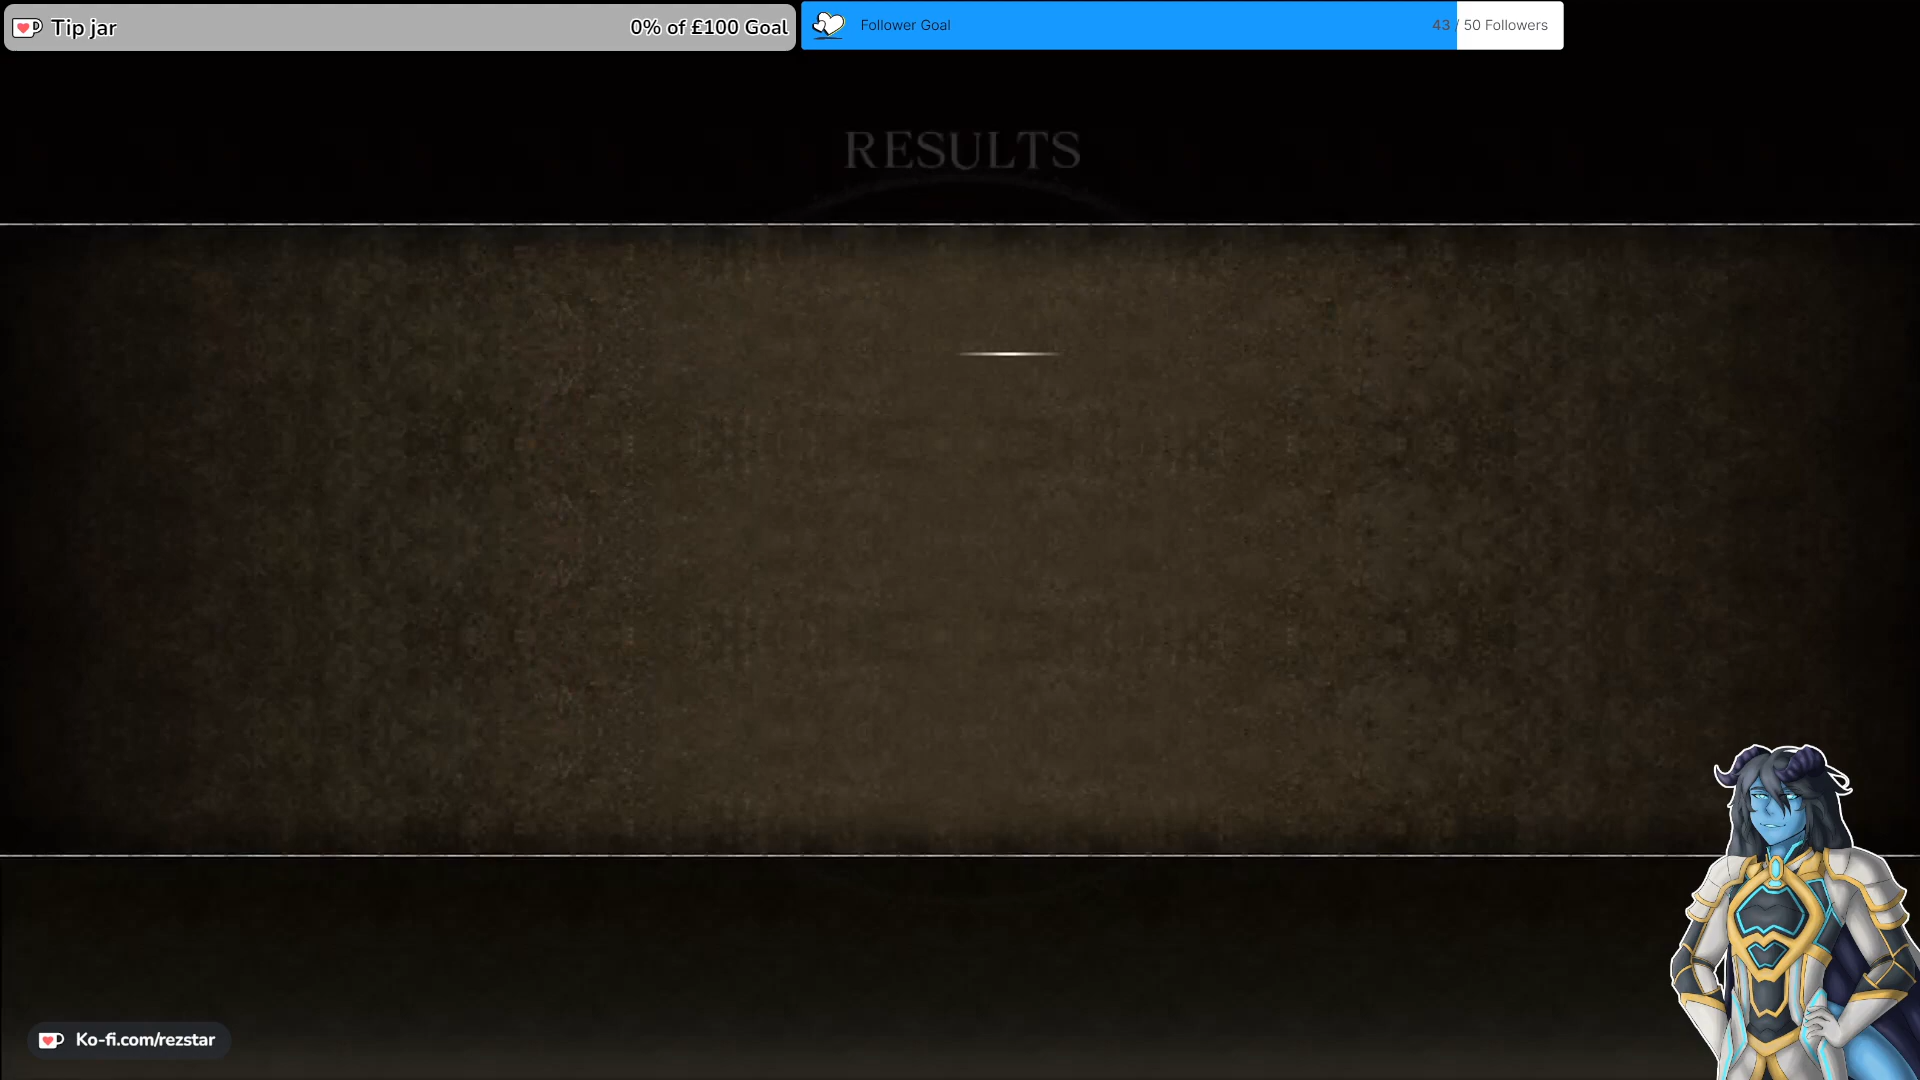 Tip jar
0% of £100 Goal
Follower Goal
43 / 50 Followers
RESULTS
Ko-fi.com/rezstar